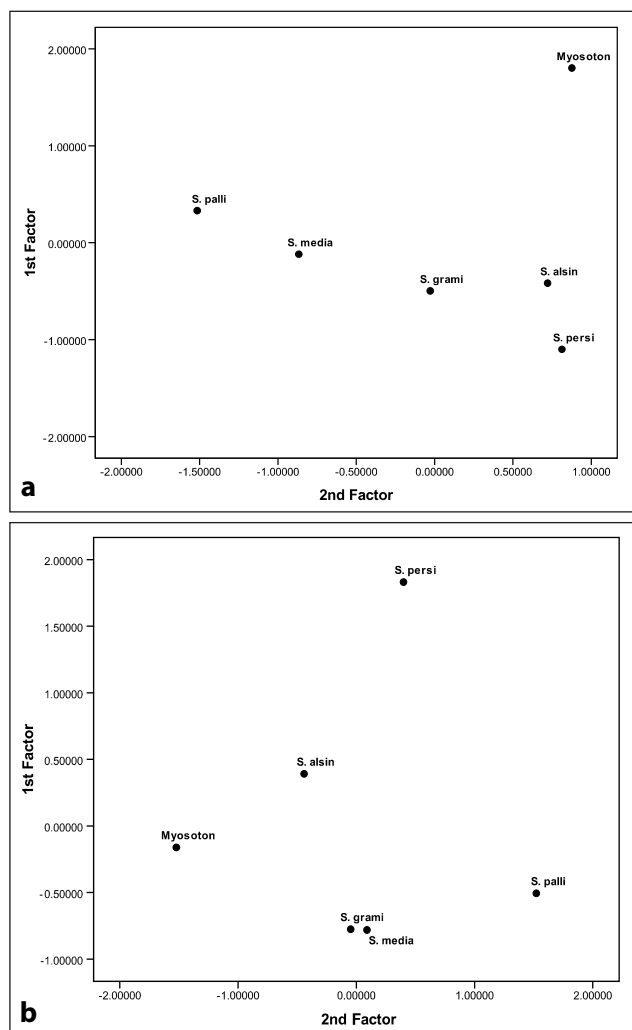 2.00000
Myosoton
1.00000
S. palli
0.00000
S. media
S. grami
S. alsin
S. persi
-1.00000
-2.00000
1st Factor
-2.00000 -1.50000 -1.00000 -0.50000 0.00000 0.50000 1.00000
2nd Factor
a
2.00000
S. persi
1.50000
1.00000
0.50000
S. alsin
0.00000
Myosoton
-0.50000
S. palli
S. grami
S. media
-1.00000
1st Factor
-2.00000 -1.00000 0.00000 1.00000 2.00000
2nd Factor
b